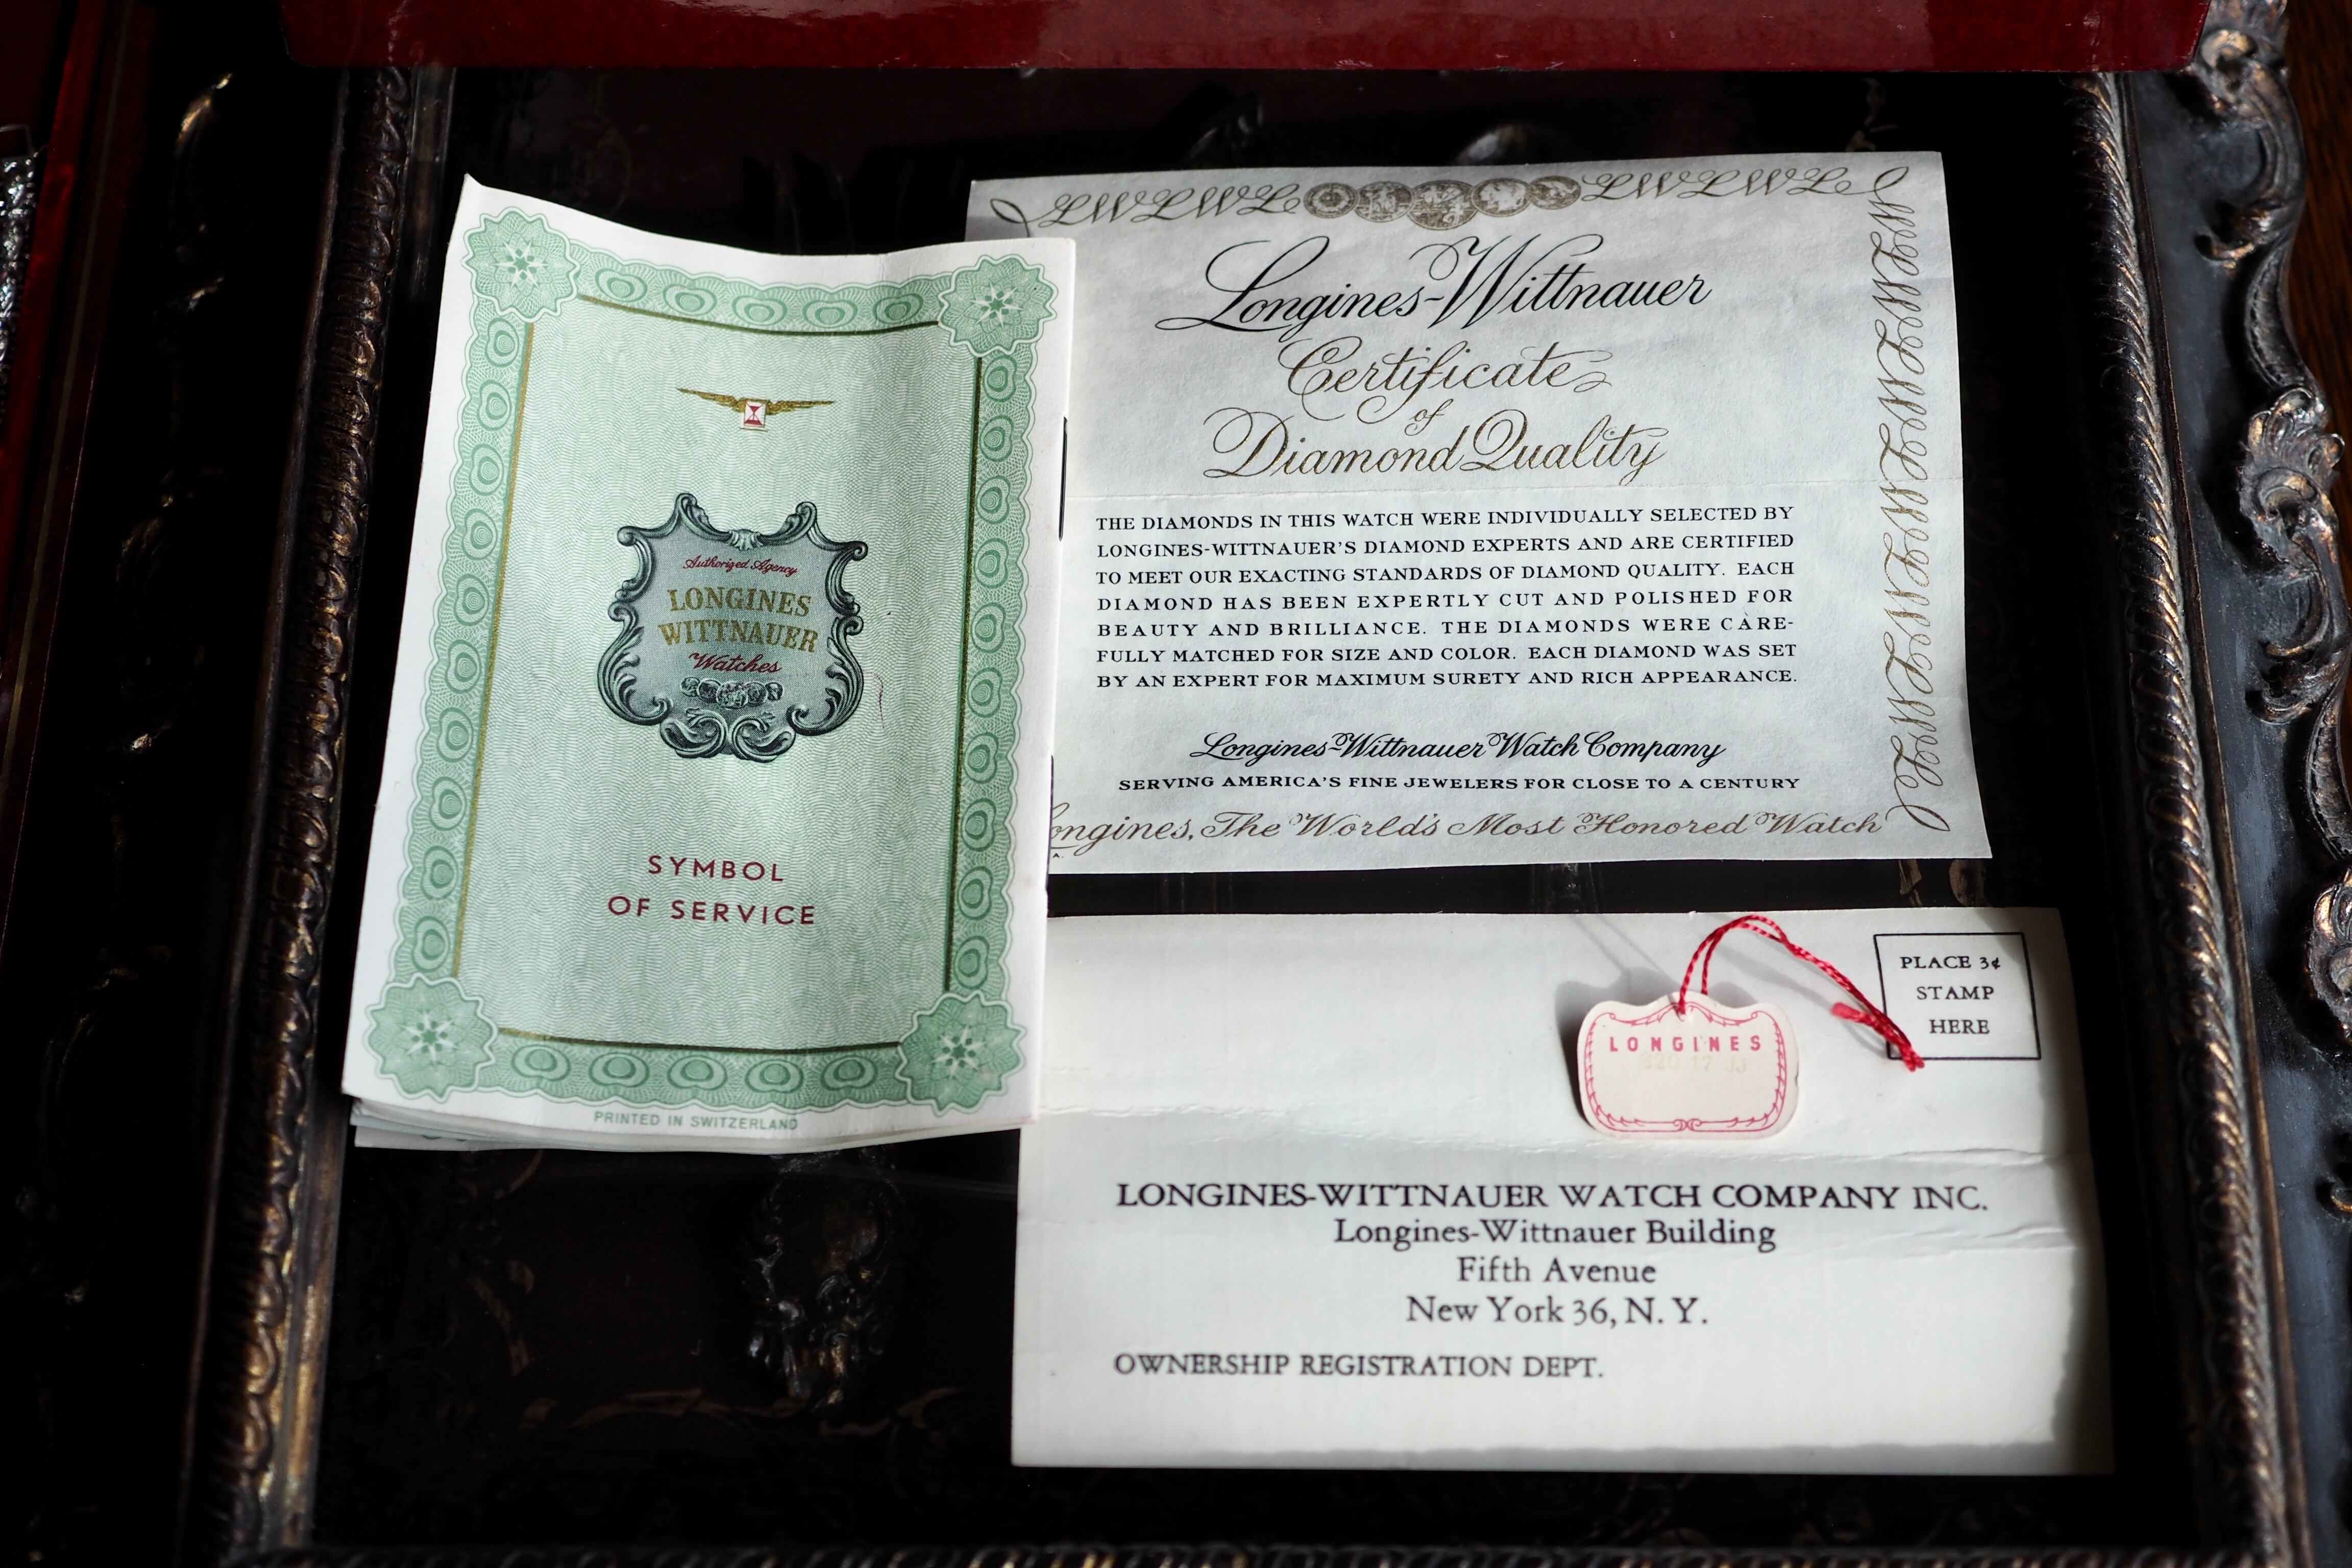 Authorized Agency
LONGINES
WITTNAUER
Watches
SYMBOL
OF SERVICE
PRINTED IN SWITZERLAND
LWLWL LWLWL
Longines-Wittnauer
Certificate
of
Diamond Quality
THE DIAMONDS IN THIS WATCH WERE INDIVIDUALLY SELECTED BY
LONGINES-WITTNAUER'S DIAMOND EXPERTS AND ARE CERTIFIED
TO MEET OUR EXACTING STANDARDS OF DIAMOND QUALITY. EACH
DIAMOND HAS BEEN EXPERTLY CUT AND POLISHED FOR
BEAUTY AND BRILLIANCE. THE DIAMONDS WERE CARE-
FULLY MATCHED FOR SIZE AND COLOR. EACH DIAMOND WAS SET
BY AN EXPERT FOR MAXIMUM SURETY AND RICH APPEARANCE.
Longines-Wittnauer Watch Company
SERVING AMERICA'S FINE JEWELERS FOR CLOSE TO A CENTURY
ongines, The World's Most Honored Watch
PLACE 3¢
STAMP
HERE
LONGINES
LONGINES-WITTNAUER WATCH COMPANY INC.
Longines-Wittnauer Building
Fifth Avenue
New York 36, N. Y.
OWNERSHIP REGISTRATION DEPT.